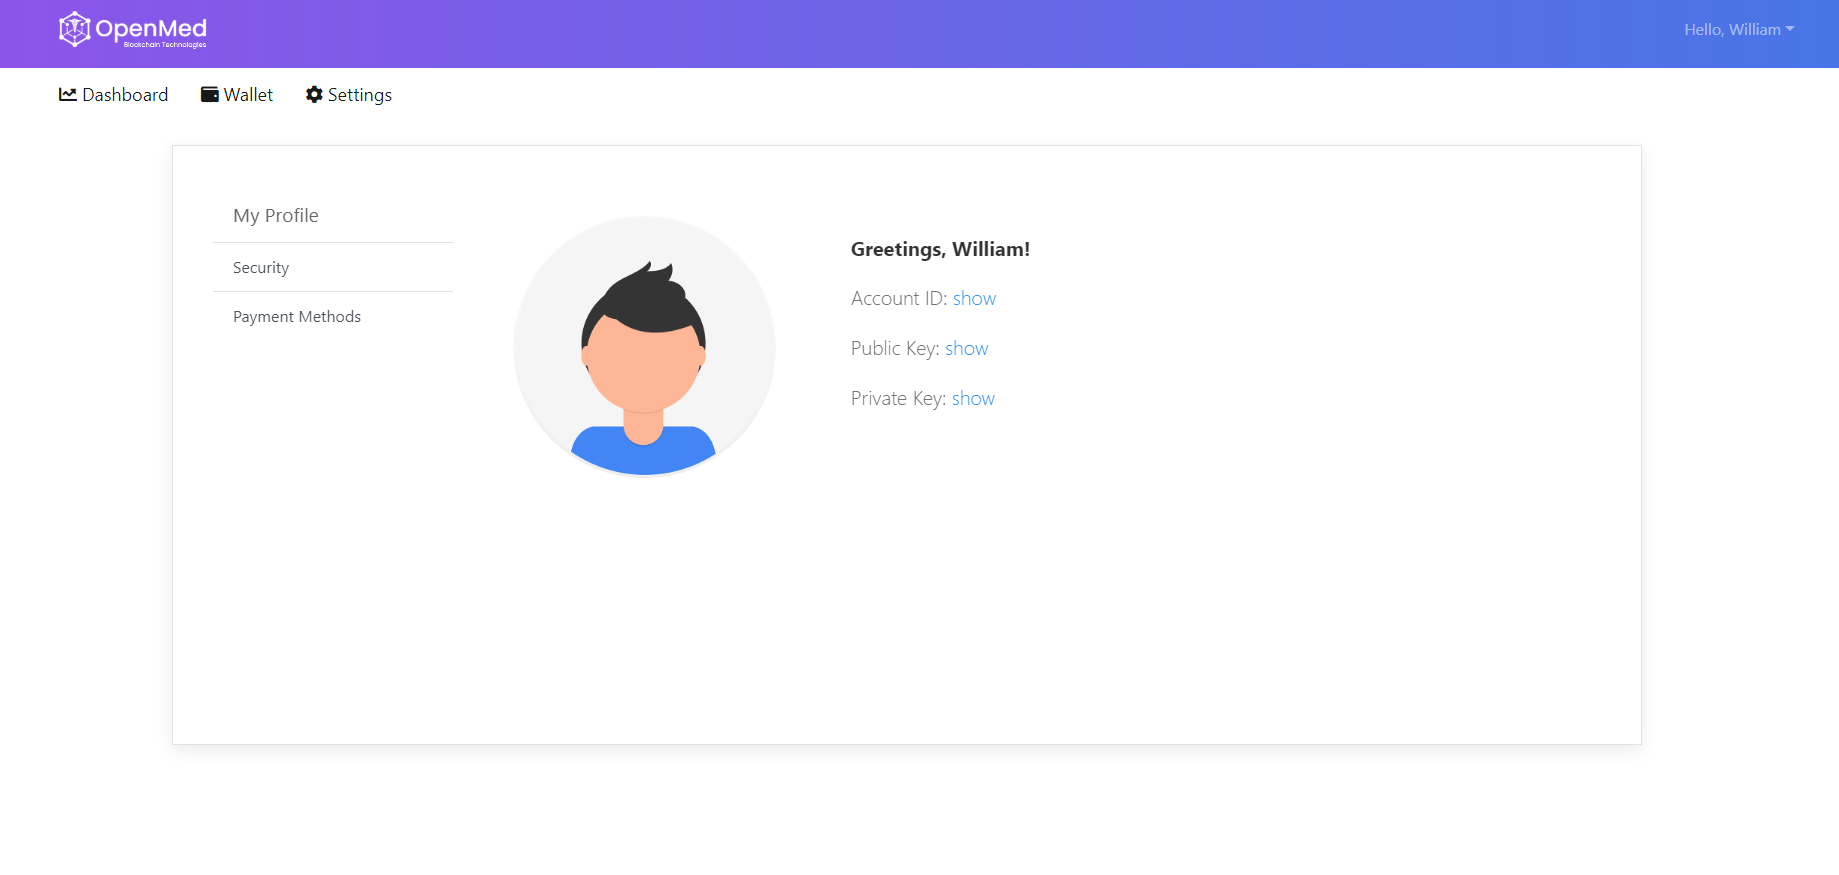 OpenMed
Blockchain Technologies
Hello, William
Dashboard
Wallet
Settings
My Profile
Security
Payment Methods
Greetings, William!
Account ID: show
Public Key: show
Private Key: show